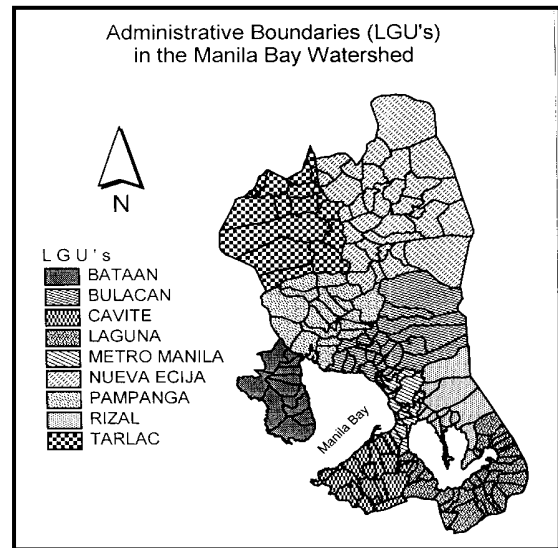 Administrative Boundaries (LGU's)
in the Manila Bay Watershed
N
LGU's
BATAAN
BULACAN
CAVITE
LAGUNA
METRO MANILA
NUEVA ECIJA
PAMPANGA
RIZAL
TARLAC
Manila Bay